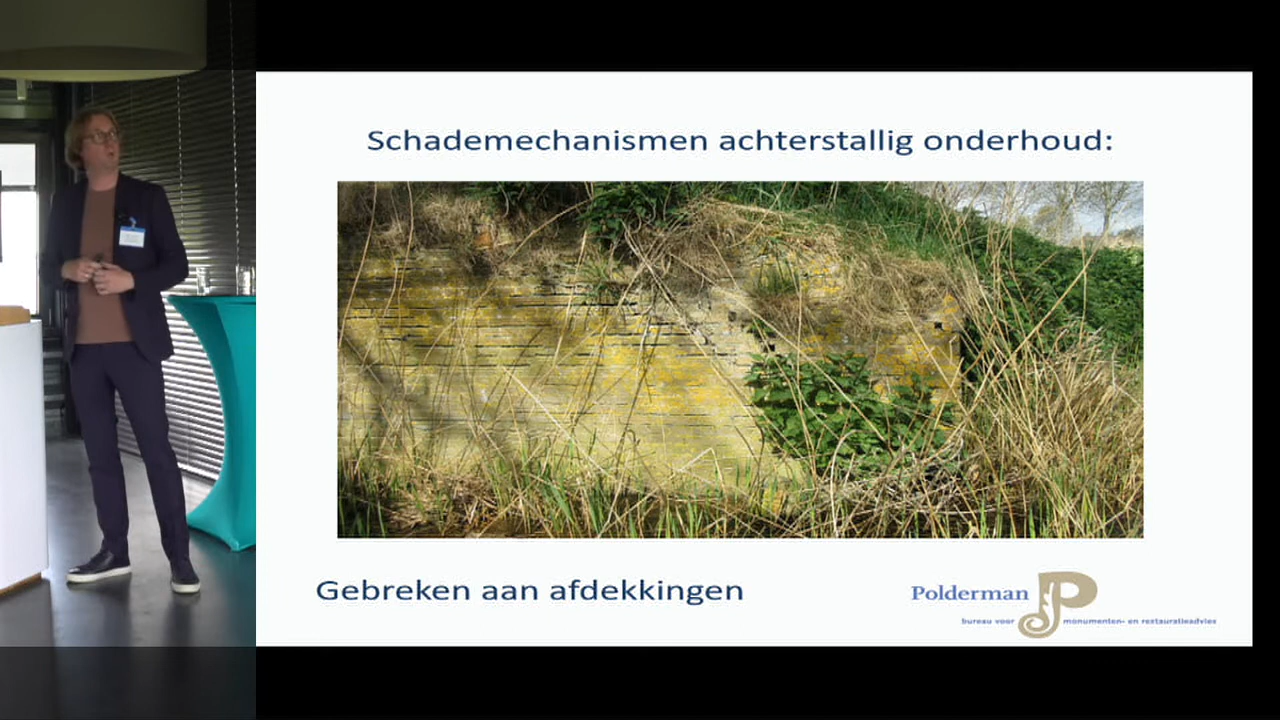 Schademechanismen achterstallig onderhoud:
Gebreken aan afdekkingen
Polderman
bureau voor monumenten- en restauratieadvies